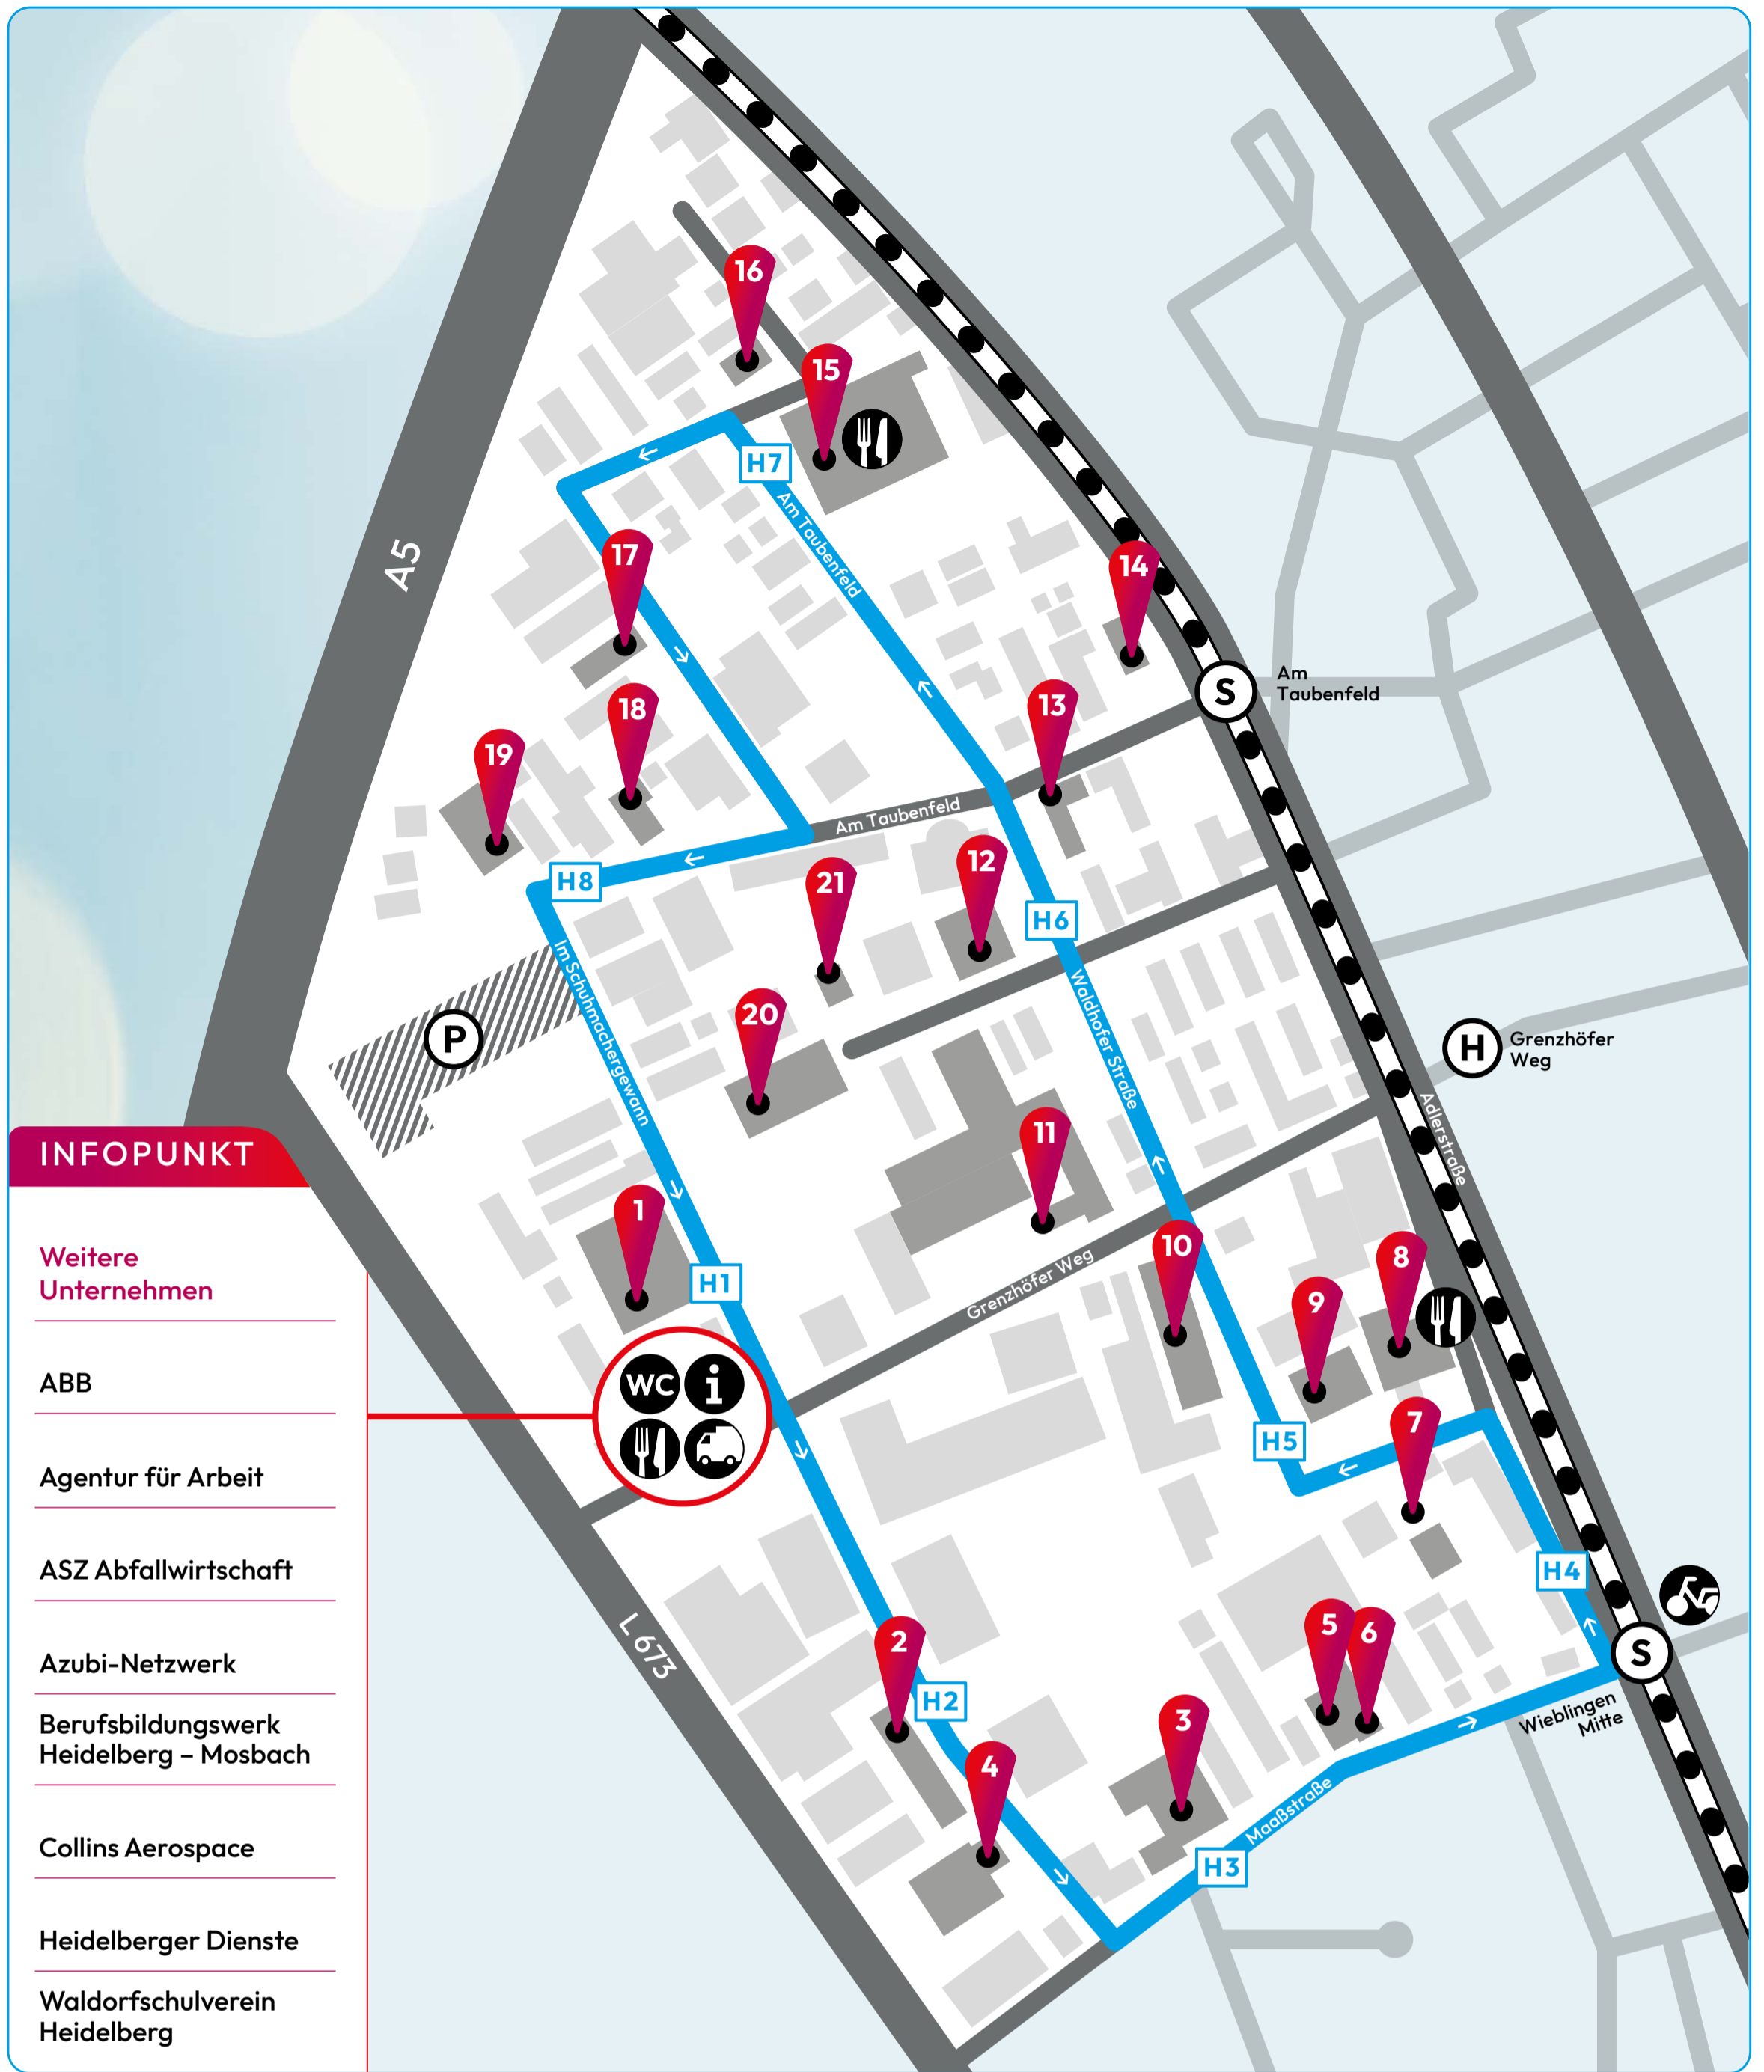 16
15
H7
Am Taubenfeld
A5
17
14
S
Am
Taubenfeld
18
13
19
Am Taubenfeld
H8
21
12
H6
Im Schuhmachergewann
Waldhofer Straße
20
P
H
Grenzhöfer
Weg
Adlerstraße
11
1
H1
10
Grenzhöfer Weg
8
9
WC i
7
H5
H4
L 673
2
H2
5
6
S
Wieblingen
Mitte
3
4
Maaßstraße
H3
INFOPUNKT
Weitere
Unternehmen
ABB
Agentur für Arbeit
ASZ Abfallwirtschaft
Azubi-Netzwerk
Berufsbildungswerk
Heidelberg – Mosbach
Collins Aerospace
Heidelberger Dienste
Waldorfschulverein
Heidelberg